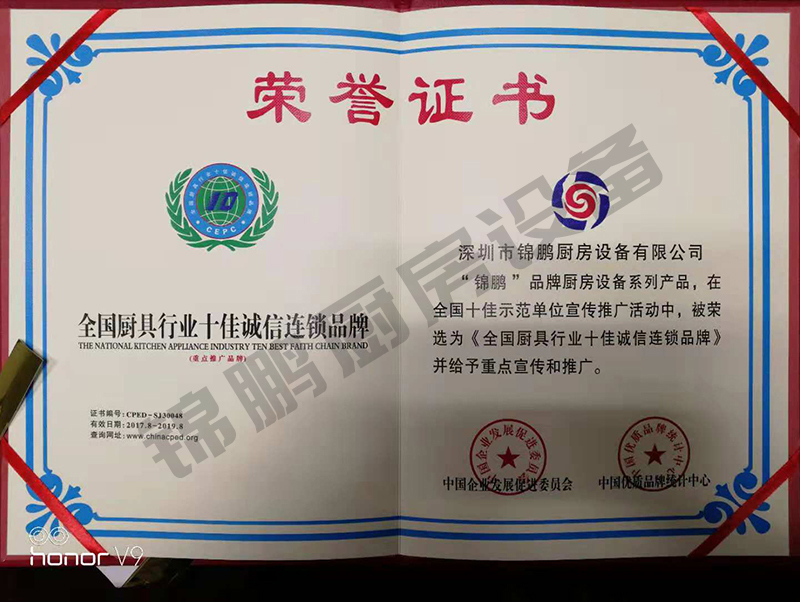 荣誉证书
CEPC
全国厨具行业十佳诚信连锁品牌
THE NATIONAL KITCHEN APPLIANCE INDUSTRY TEN BEST FAITH CHAIN BRAND
(重点推广品牌)
证书编号: CPED-SJ30048
有效日期: 2017.8-2019.8
查询网址: www.chinacped.org
深圳市锦鹏厨房设备有限公司
“锦鹏”品牌厨房设备系列产品，在
全国十佳示范单位宣传推广活动中，被荣
选为《全国厨具行业十佳诚信连锁品牌》
并给予重点宣传和推广。
中国企业发展促进委员会
中国优质品牌统计中心
锦鹏厨房设备
honor V9